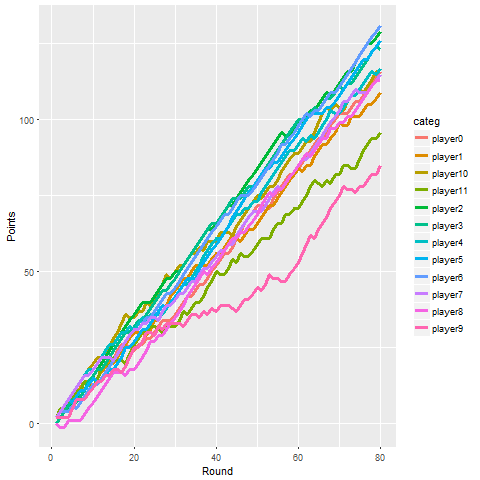 categ
player0
player1
player10
player11
player2
player3
player4
player5
player6
player7
player8
player9
Points
100
50
0
0
20
40
60
80
Round